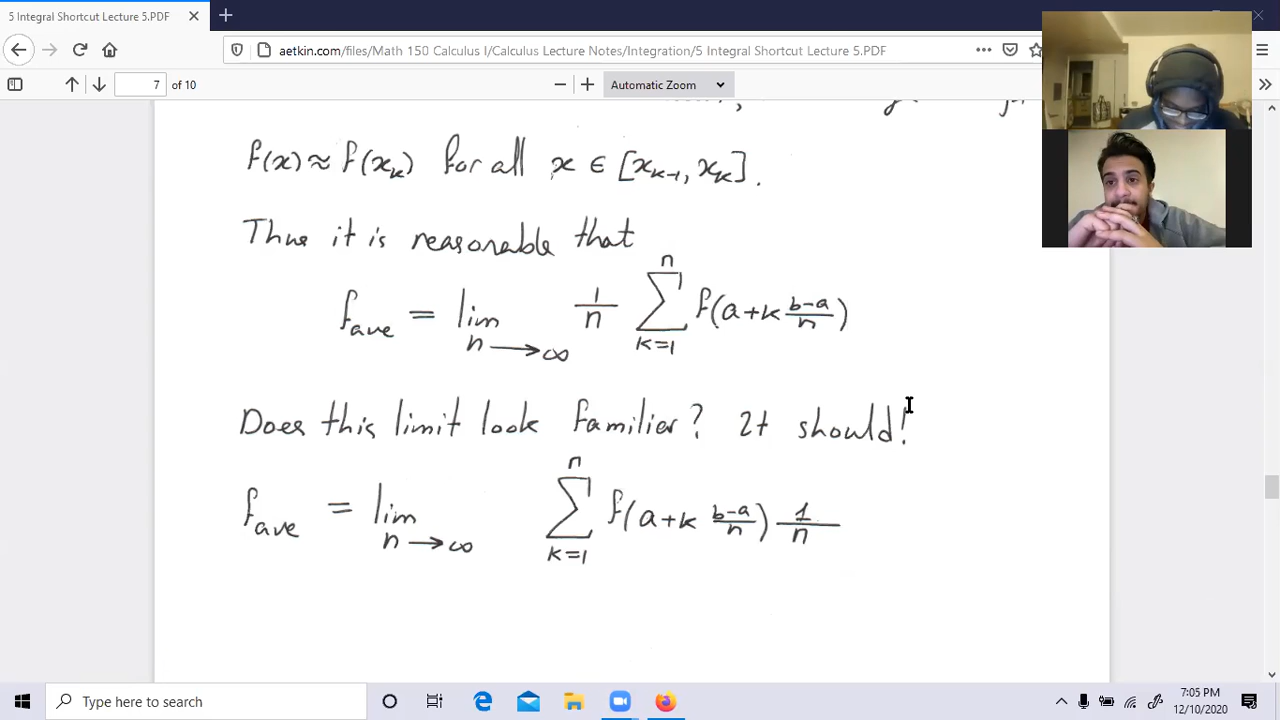 5 Integral Shortcut Lecture 5.PDF
aetkin.com/files/Math 150 Calculus I/Calculus Lecture Notes/Integration/5 Integral Shortcut Lecture 5.PDF
7 of 10
Automatic Zoom
f(x) ≈ f(x_k) for all x ∈ [x_{k-1}, x_k].
Thus it is reasonable that
f_ave = lim_{n→∞} 1/n ∑_{k=1}^{n} f(a+k (b-a)/n)
Does this limit look familier? It should!
f_ave = lim_{n→∞} ∑_{k=1}^{n} f(a+k (b-a)/n) 1/n
Type here to search
7:05 PM
12/10/2020